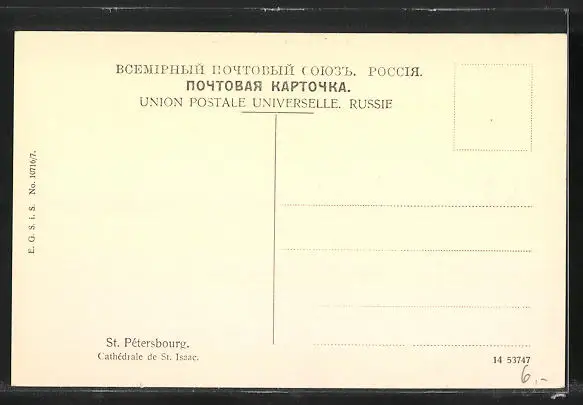 ВСЕМІРНЫЙ ПОЧТОВЫЙ СОЮЗЪ. РОССІЯ.
ПОЧТОВАЯ КАРТОЧКА.
UNION POSTALE UNIVERSELLE. RUSSIE
E. G. S. i. S. No. 10716/7.
St. Pétersbourg.
Cathédrale de St. Isaac.
14 53747
6,-